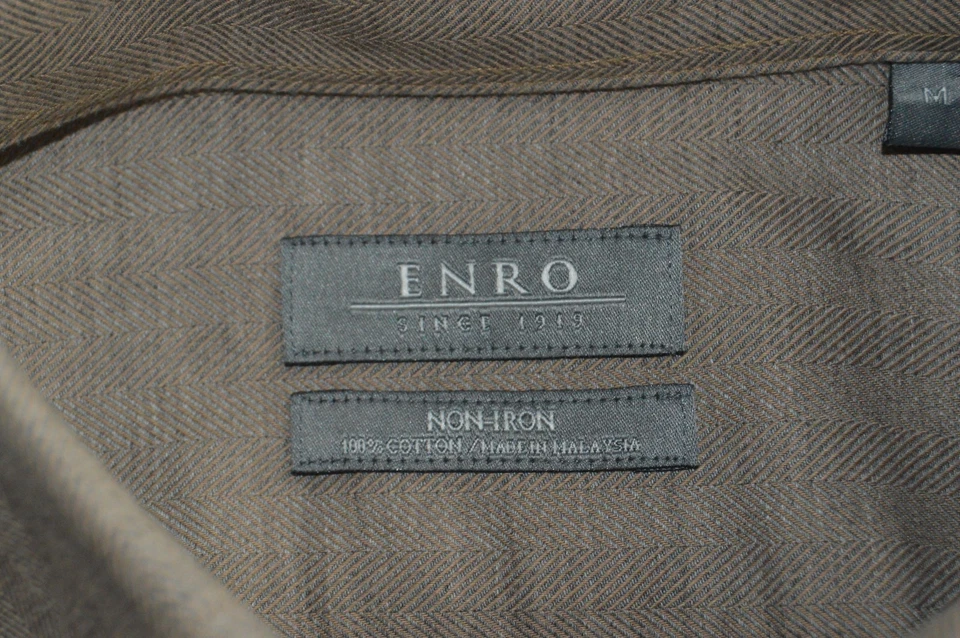 M
ENRO
SINCE 1919
NON-IRON
100% COTTON / MADE IN MALAYSIA